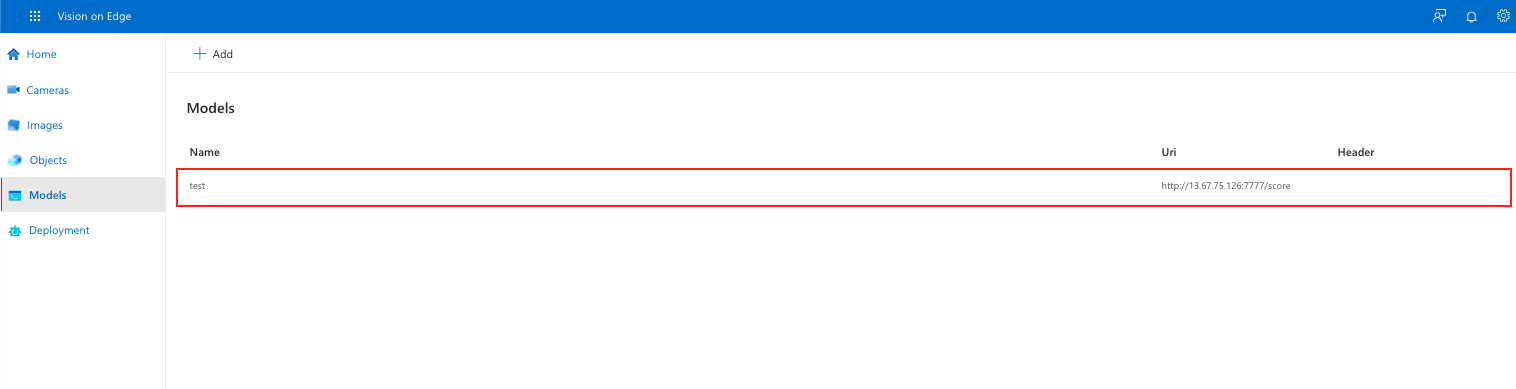 Vision on Edge
Home
Cameras
Images
Objects
Models
Deployment
Add
Models
Name Uri Header
test http://13.67.75.126:7777/score